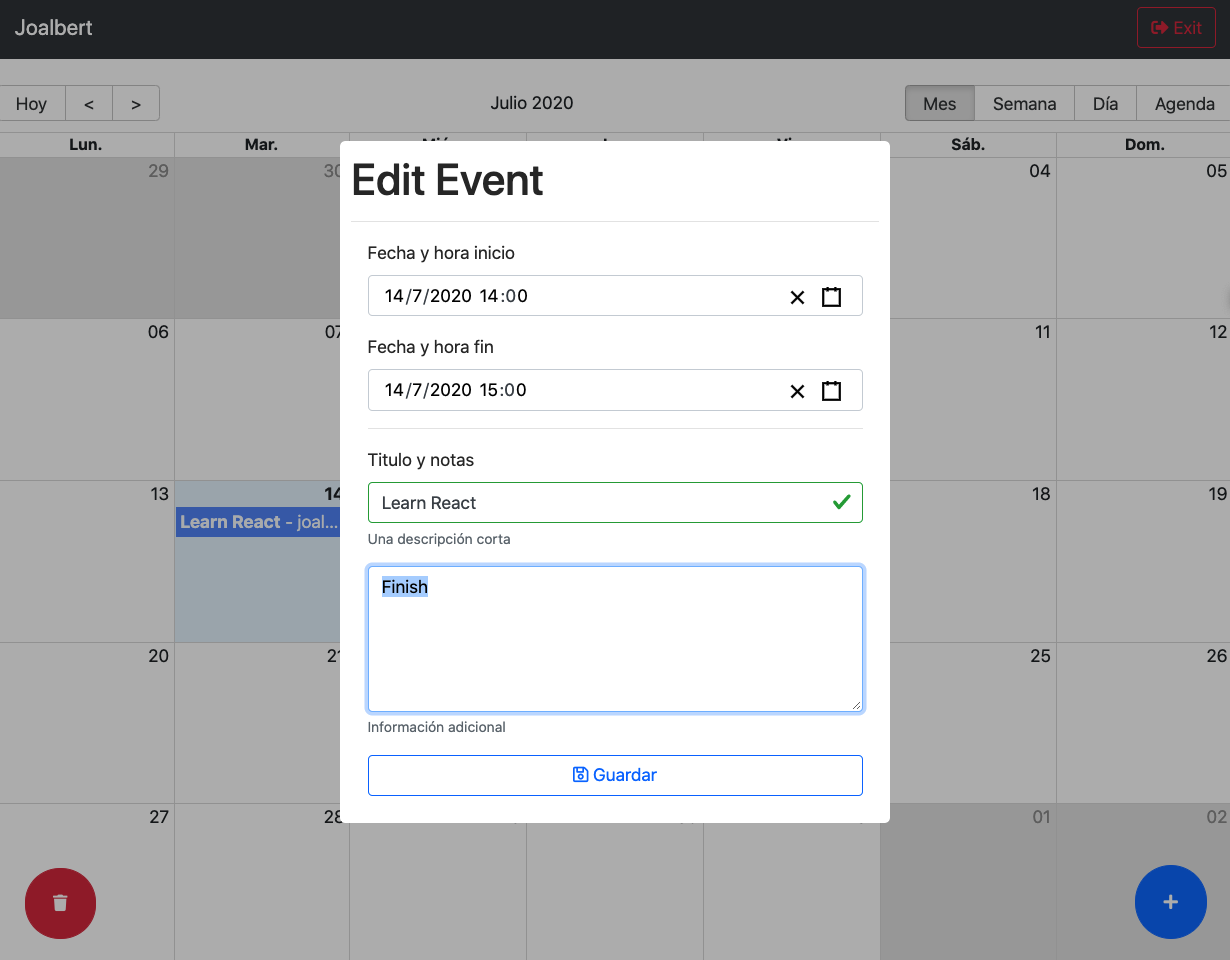 Joalbert
Exit
Hoy < > Julio 2020 Mes Semana Día Agenda
Lun. Mar. Sáb. Dom.
29 30 04 05
Edit Event
Fecha y hora inicio
14/7/2020 14:00
06 07 11 12
Fecha y hora fin
14/7/2020 15:00
Titulo y notas
13 14 18 19
Learn React
Learn React - joal...
Una descripción corta
Finish
20 21 25 26
Información adicional
Guardar
27 28 01 02